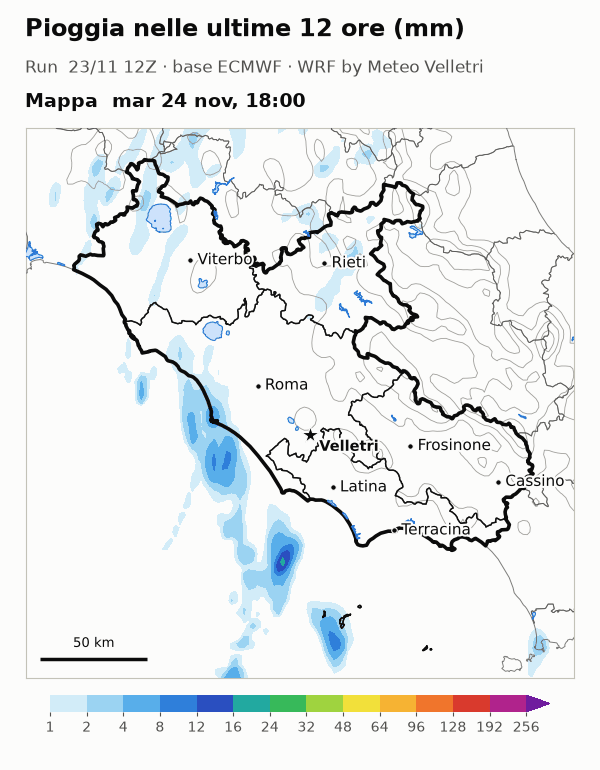 Pioggia nelle ultime 12 ore (mm)
Run  23/11 12Z · base ECMWF · WRF by Meteo Velletri
Mappa  mar 24 nov, 18:00
Viterbo
Rieti
Roma
Velletri
Frosinone
Cassino
Latina
Terracina
50 km
1 2 4 8 12 16 24 32 48 64 96 128 192 256